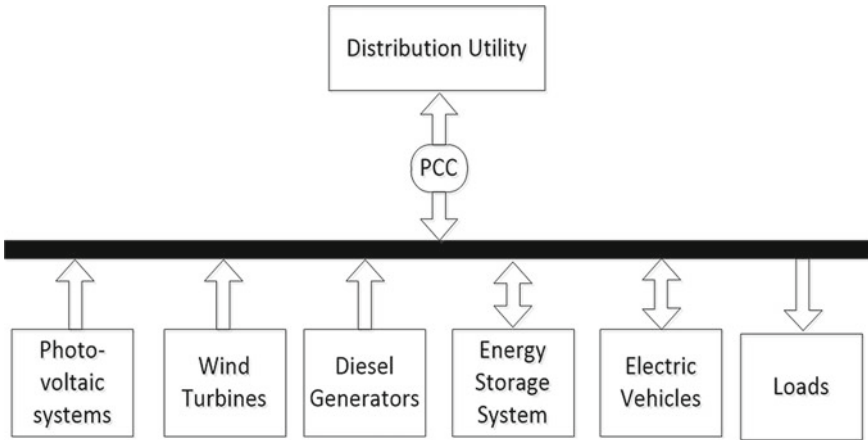 Distribution Utility
PCC
Photo-
voltaic
systems
Wind
Turbines
Diesel
Generators
Energy
Storage
System
Electric
Vehicles
Loads